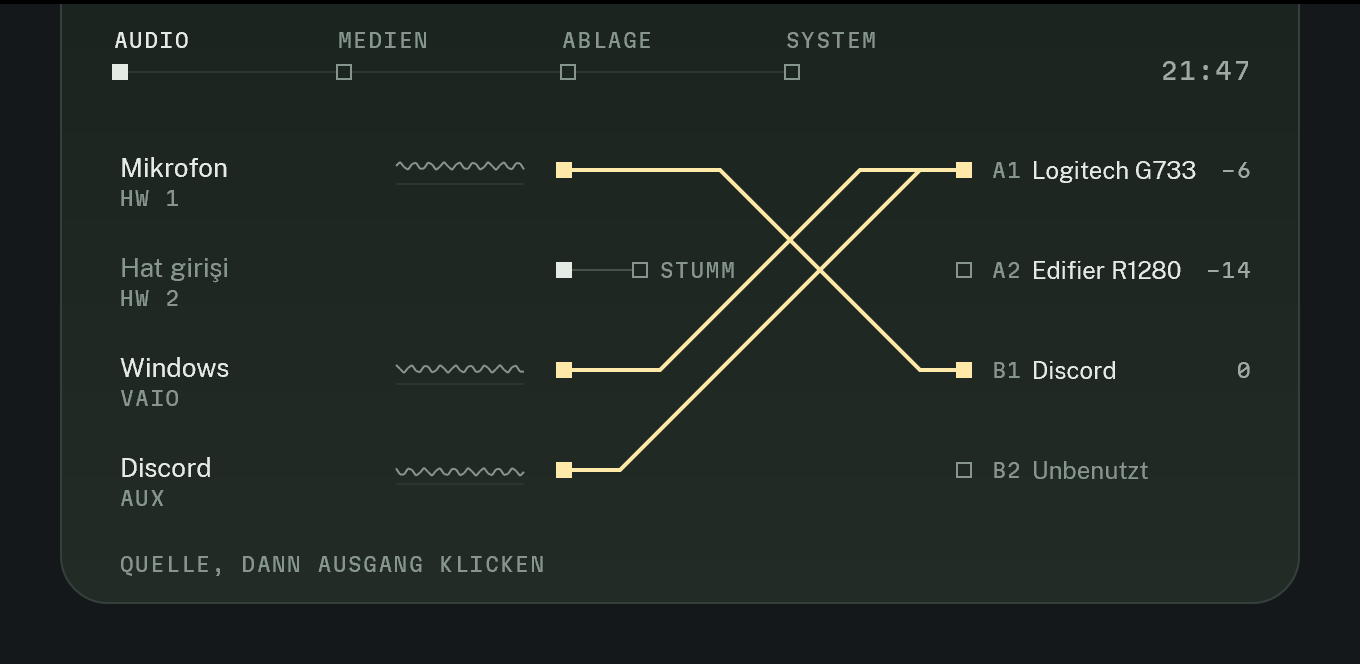 AUDIO MEDIEN ABLAGE SYSTEM
21:47
Mikrofon
HW 1
A1 Logitech G733 −6
Hat girişi
HW 2
STUMM
A2 Edifier R1280 −14
Windows
VAIO
B1 Discord 0
Discord
AUX
B2 Unbenutzt
QUELLE, DANN AUSGANG KLICKEN